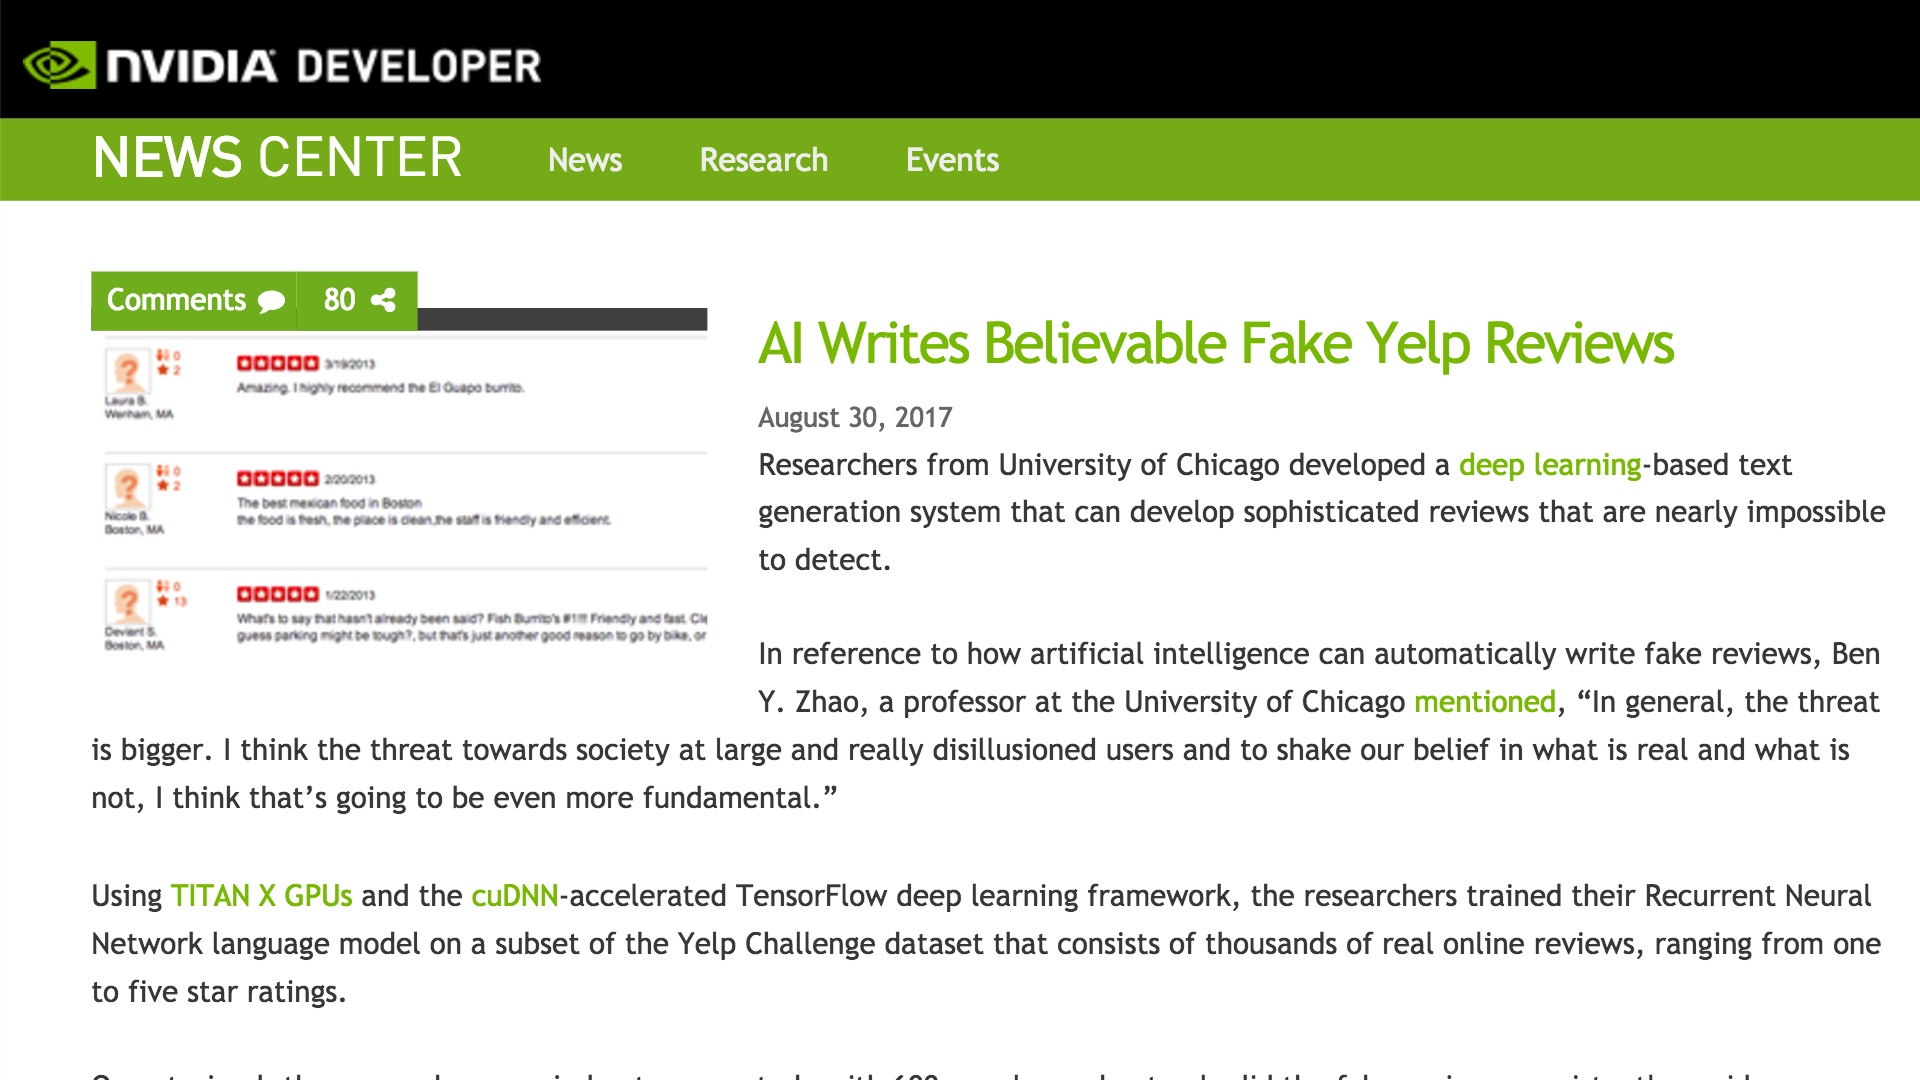 NVIDIA DEVELOPER
NEWS CENTER News Research Events
Comments 80
3/19/2013
Amazing. I highly recommend the El Guapo burrito.
0
2
Laura B.
Wenham, MA
2/20/2013
The best mexican food in Boston
the food is fresh, the place is clean,the staff is friendly and efficient.
0
2
Nicole B.
Boston, MA
1/22/2013
What's to say that hasn't already been said? Fish Burrito's #1!!! Friendly and fast.
guess parking might be tough?, but that's just another good reason to go by bike, or
0
13
Deviant S.
Boston, MA
AI Writes Believable Fake Yelp Reviews
August 30, 2017
Researchers from University of Chicago developed a deep learning-based text
generation system that can develop sophisticated reviews that are nearly impossible
to detect.
In reference to how artificial intelligence can automatically write fake reviews, Ben
Y. Zhao, a professor at the University of Chicago mentioned, “In general, the threat
is bigger. I think the threat towards society at large and really disillusioned users and to shake our belief in what is real and what is
not, I think that’s going to be even more fundamental.”
Using TITAN X GPUs and the cuDNN-accelerated TensorFlow deep learning framework, the researchers trained their Recurrent Neural
Network language model on a subset of the Yelp Challenge dataset that consists of thousands of real online reviews, ranging from one
to five star ratings.